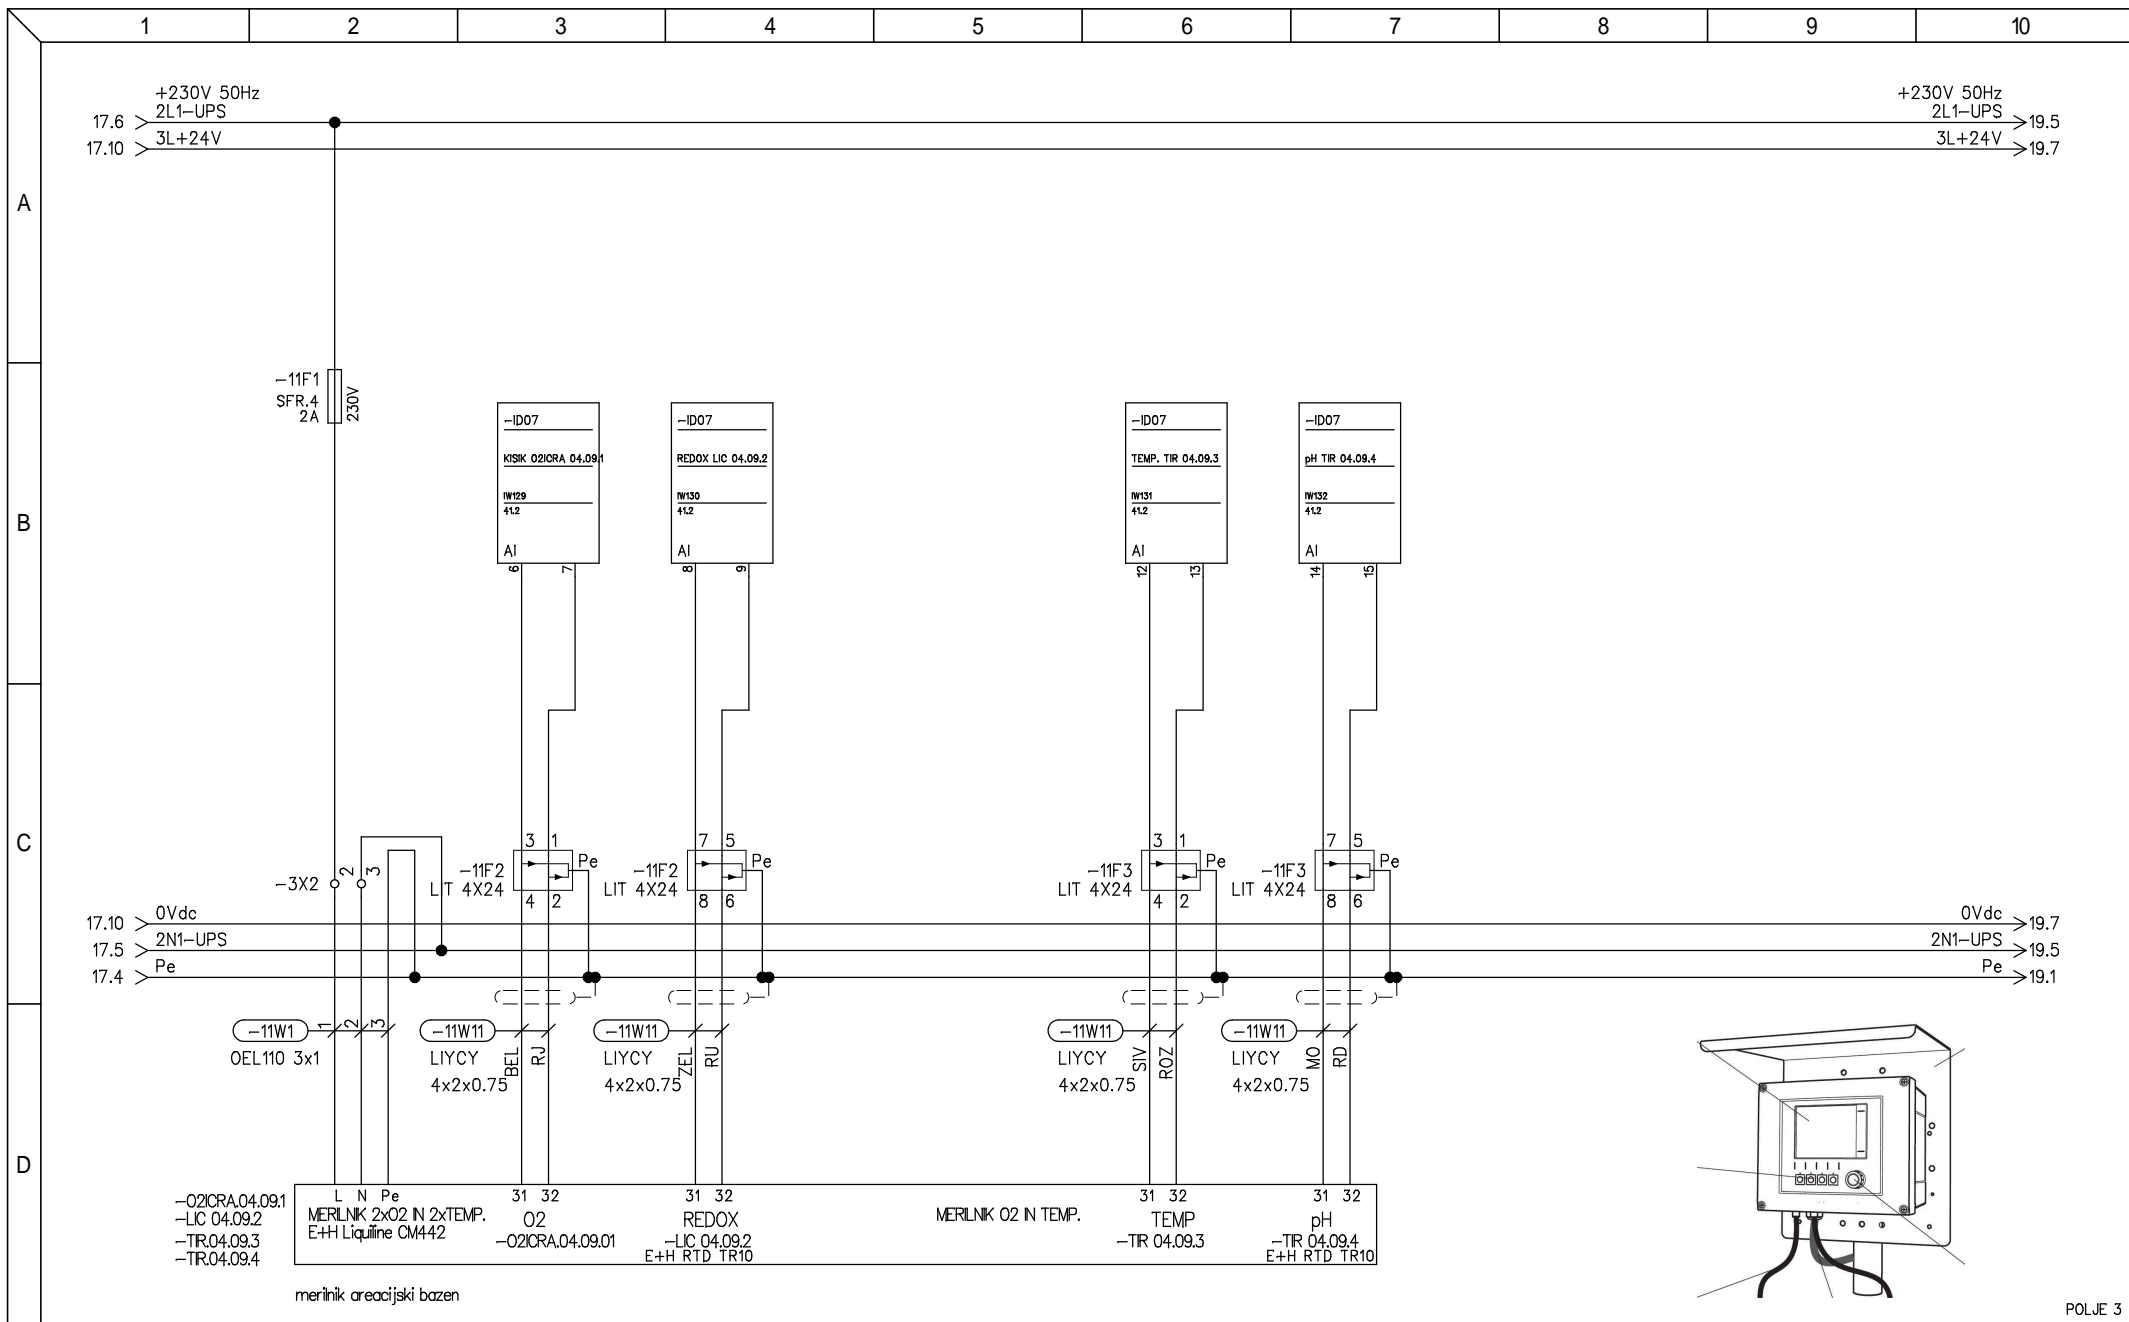 1 2 3 4 5 6 7 8 9 10
+230V 50Hz
17.6 2L1-UPS
17.10 3L+24V
+230V 50Hz
2L1-UPS 19.5
3L+24V 19.7
A
B
C
D
-11F1
SFR.4
2A
230V
-ID07
KISIK O2ICRA 04.09.1
IW129
41.2
AI
6 7
-ID07
REDOX LIC 04.09.2
IW130
41.2
AI
8 9
-ID07
TEMP. TIR 04.09.3
IW131
41.2
AI
12 13
-ID07
pH TIR 04.09.4
IW132
41.2
AI
14 15
-3X2 2 3
3 1
-11F2 Pe
LIT 4X24
4 2
7 5
-11F2 Pe
LIT 4X24
8 6
3 1
-11F3 Pe
LIT 4X24
4 2
7 5
-11F3 Pe
LIT 4X24
8 6
17.10 0Vdc
17.5 2N1-UPS
17.4 Pe
0Vdc 19.7
2N1-UPS 19.5
Pe 19.1
-11W1 1 2 3
OEL110 3x1
-11W11
LIYCY
4x2x0.75
BEL RJ
-11W11
LIYCY
4x2x0.75
ZEL RU
-11W11
LIYCY
4x2x0.75
SIV ROZ
-11W11
LIYCY
4x2x0.75
MO RD
-O2ICRA.04.09.1
-LIC 04.09.2
-TIR.04.09.3
-TIR.04.09.4
L N Pe
MERILNIK 2xO2 IN 2xTEMP.
E+H Liquiline CM442
31 32
O2
-O2ICRA.04.09.01
31 32
REDOX
-LIC 04.09.2
E+H RTD TR10
MERILNIK O2 IN TEMP.
31 32
TEMP
-TIR 04.09.3
31 32
pH
-TIR 04.09.4
E+H RTD TR10
merilnik areacijski bazen
POLJE 3